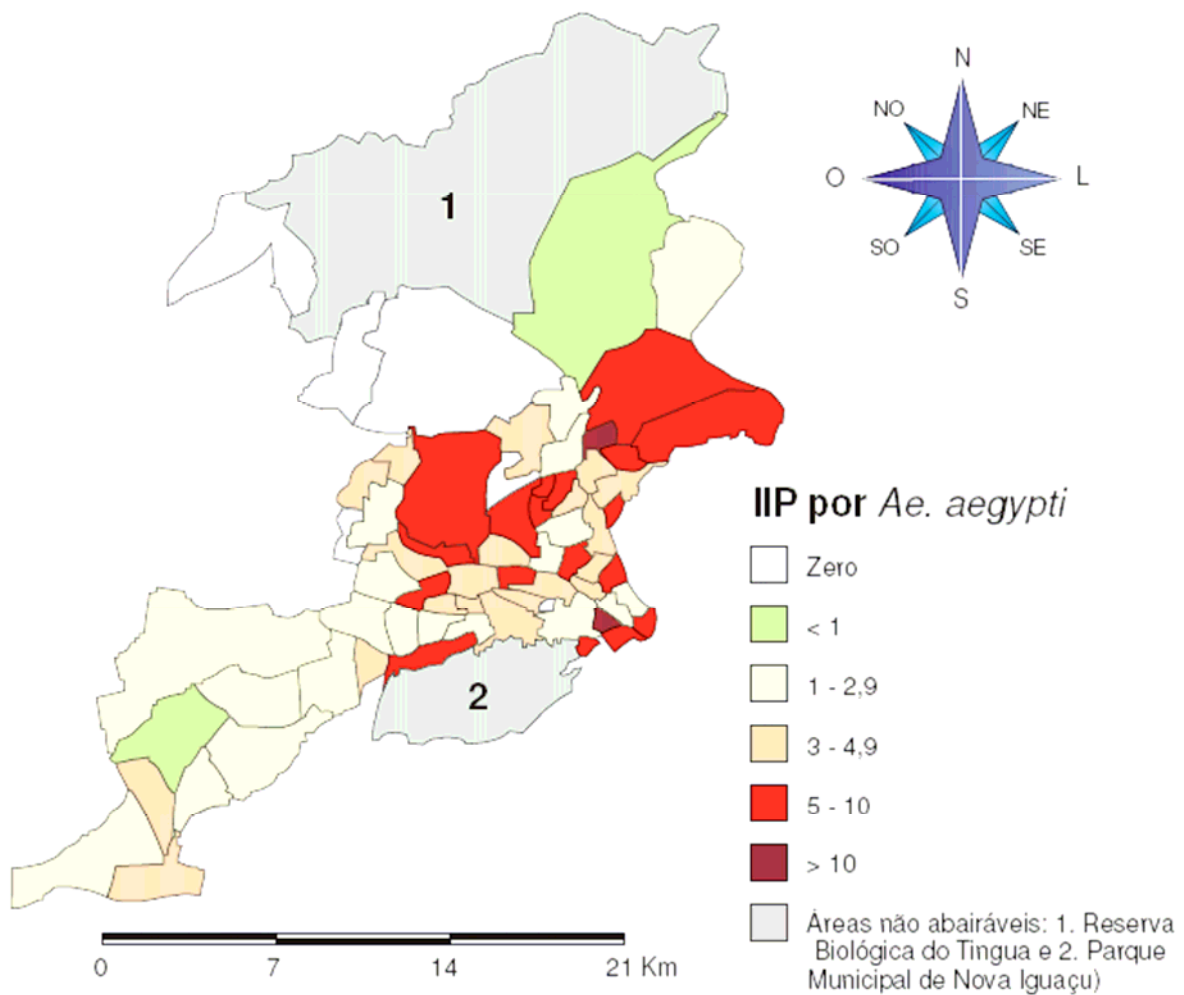 N
NO
NE
O
L
SO
SE
S
1
2
IIP por Ae. aegypti
Zero
< 1
1 - 2,9
3 - 4,9
5 - 10
> 10
Áreas não abairáveis: 1. Reserva
Biológica do Tingua e 2. Parque
Municipal de Nova Iguaçu)
0 7 14 21 Km